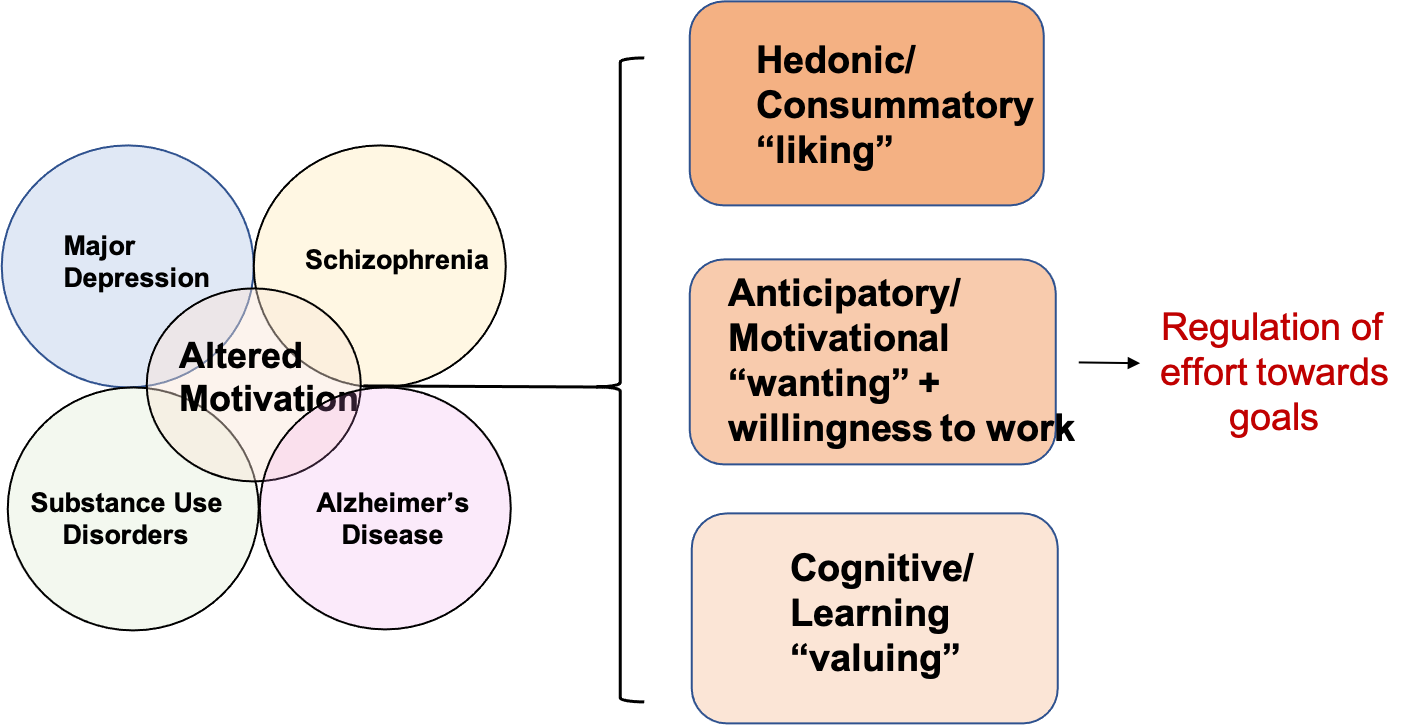 Major
Depression
Schizophrenia
Altered
Motivation
Substance Use
Disorders
Alzheimer’s
Disease
Hedonic/
Consummatory
“liking”
Anticipatory/
Motivational
“wanting” +
willingness to work
Cognitive/
Learning
“valuing”
Regulation of
effort towards
goals